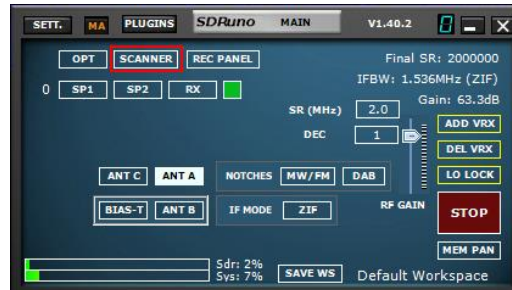 SETT. MA PLUGINS SDRuno MAIN V1.40.2 0
OPT SCANNER REC PANEL Final SR: 2000000
IFBW: 1.536MHz (ZIF)
0 SP1 SP2 RX Gain: 63.3dB
SR (MHz) 2.0 ADD VRX
DEC 1
DEL VRX
ANT C ANT A NOTCHES MW/FM DAB LO LOCK
BIAS-T ANT B IF MODE ZIF RF GAIN STOP
MEM PAN
Sdr: 2%
Sys: 7% SAVE WS Default Workspace